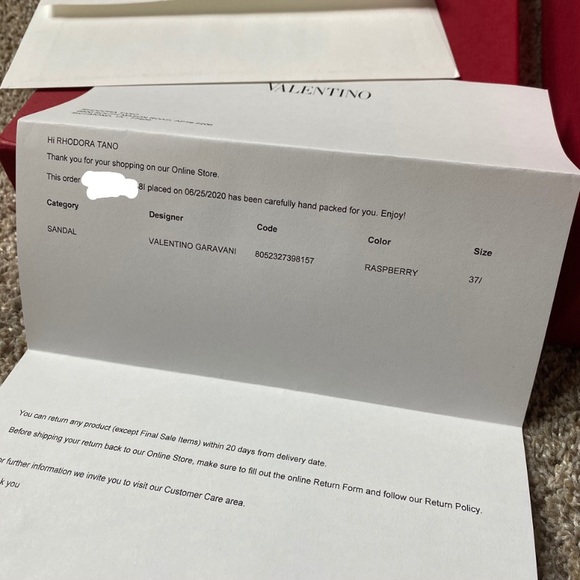 VALENTINO
RHODORA TANO
Hi RHODORA TANO
Thank you for your shopping on our Online Store.
This order 8I placed on 06/25/2020 has been carefully hand packed for you. Enjoy!
Category Designer Code Color Size
SANDAL VALENTINO GARAVANI 8052327398157 RASPBERRY 37/
You can return any product (except Final Sale Items) within 20 days from delivery date.
Before shipping your return back to our Online Store, make sure to fill out the online Return Form and follow our Return Policy.
or further information we invite you to visit our Customer Care area.
k you